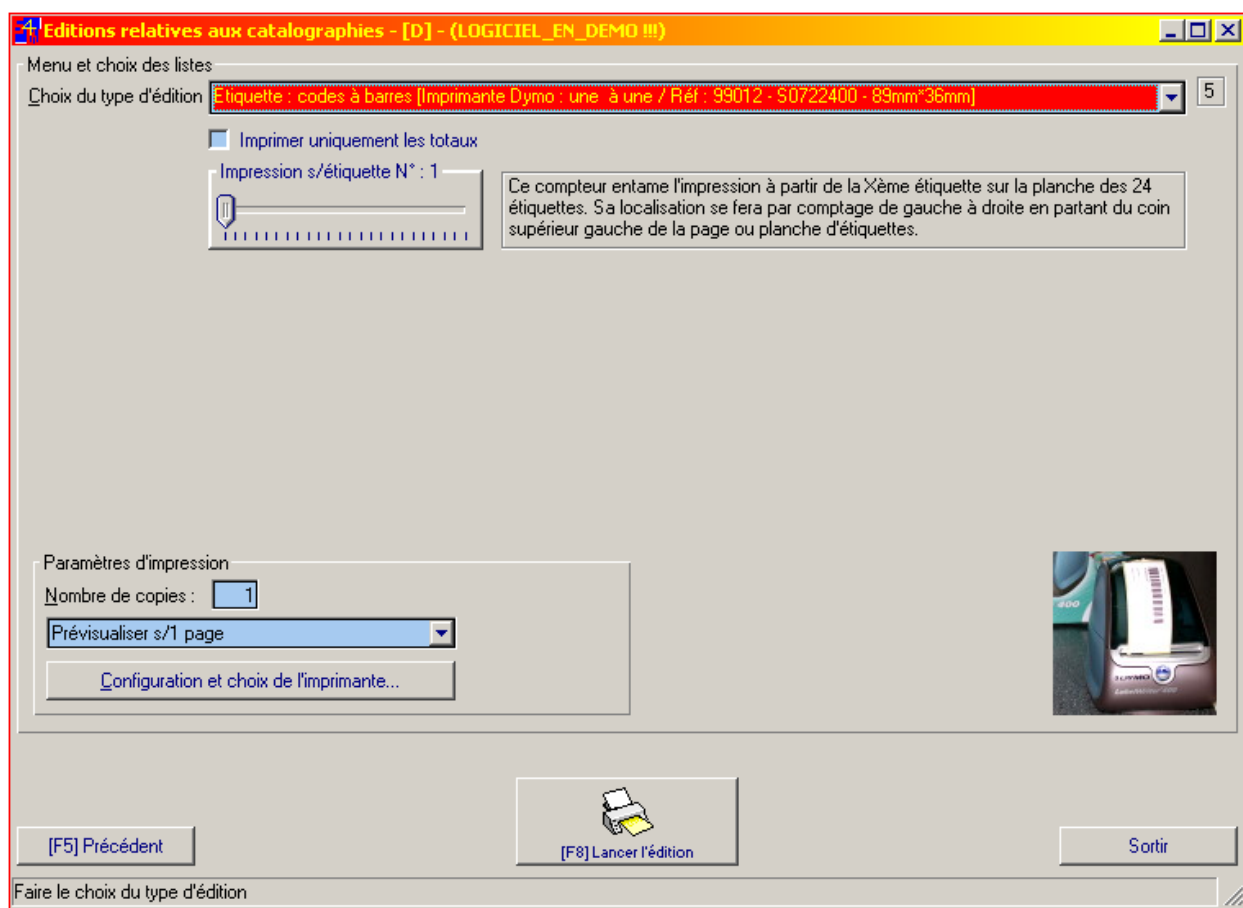 Editions relatives aux catalographies - [D] - (LOGICIEL_EN_DEMO !!!)
Menu et choix des listes
Choix du type d'édition Etiquette : codes à barres [Imprimante Dymo : une à une / Réf : 99012 - S0722400 - 89mm*36mm] 5
Imprimer uniquement les totaux
Impression s/étiquette N° : 1
Ce compteur entame l'impression à partir de la Xème étiquette sur la planche des 24
étiquettes. Sa localisation se fera par comptage de gauche à droite en partant du coin
supérieur gauche de la page ou planche d'étiquettes.
Paramètres d'impression
Nombre de copies : 1
Prévisualiser s/1 page
Configuration et choix de l'imprimante...
400
DYMO
LabelWriter 400
[F5] Précédent
[F8] Lancer l'édition
Sortir
Faire le choix du type d'édition